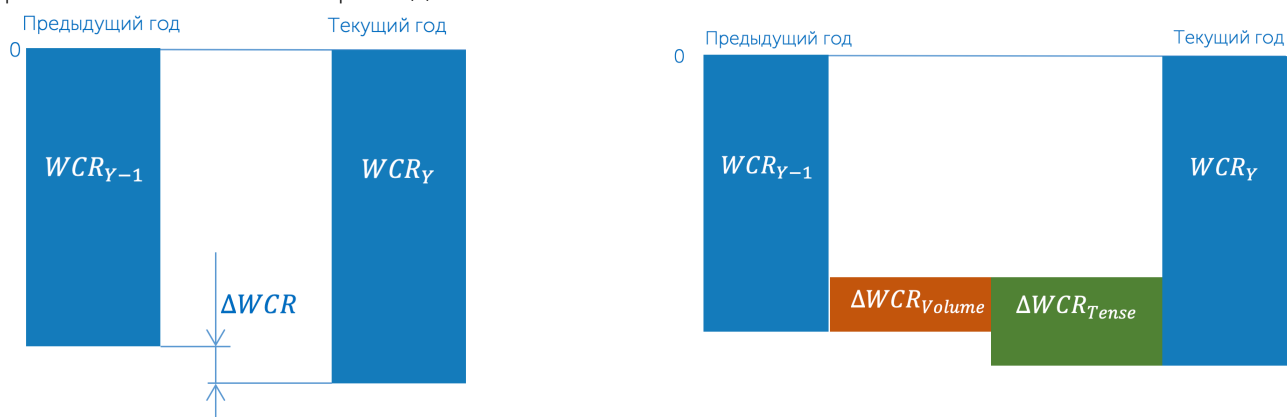 Предыдущий год
Текущий год
0
WCR_{Y-1}
WCR_Y
ΔWCR
Предыдущий год
Текущий год
0
WCR_{Y-1}
WCR_Y
ΔWCR_{Volume}
ΔWCR_{Tense}